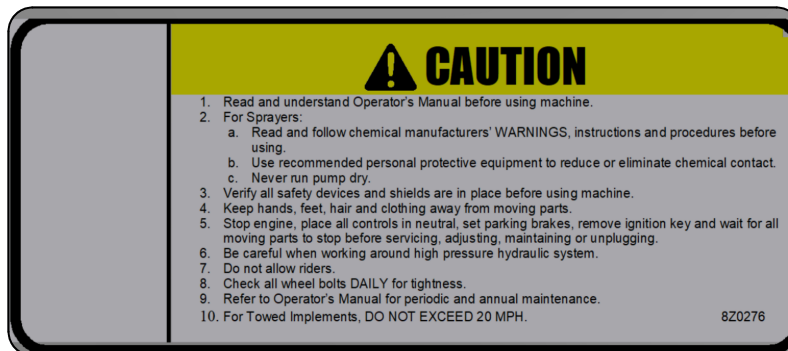 CAUTION
1. Read and understand Operator's Manual before using machine.
2. For Sprayers:
a. Read and follow chemical manufacturers' WARNINGS, instructions and procedures before
using.
b. Use recommended personal protective equipment to reduce or eliminate chemical contact.
c. Never run pump dry.
3. Verify all safety devices and shields are in place before using machine.
4. Keep hands, feet, hair and clothing away from moving parts.
5. Stop engine, place all controls in neutral, set parking brakes, remove ignition key and wait for all
moving parts to stop before servicing, adjusting, maintaining or unplugging.
6. Be careful when working around high pressure hydraulic system.
7. Do not allow riders.
8. Check all wheel bolts DAILY for tightness.
9. Refer to Operator's Manual for periodic and annual maintenance.
10. For Towed Implements, DO NOT EXCEED 20 MPH. 8Z0276